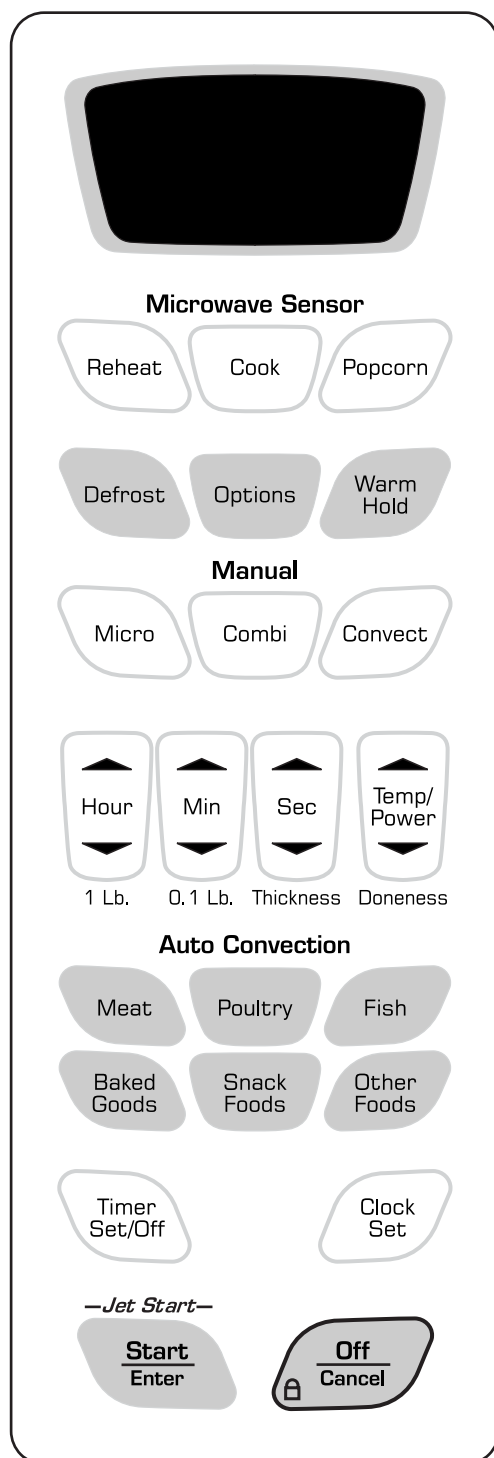 Microwave Sensor
Reheat Cook Popcorn
Defrost Options Warm Hold
Manual
Micro Combi Convect
Hour Min Sec Temp/ Power
1 Lb. 0.1 Lb. Thickness Doneness
Auto Convection
Meat Poultry Fish
Baked Goods Snack Foods Other Foods
Timer Set/Off Clock Set
–Jet Start–
Start Off
Enter Cancel